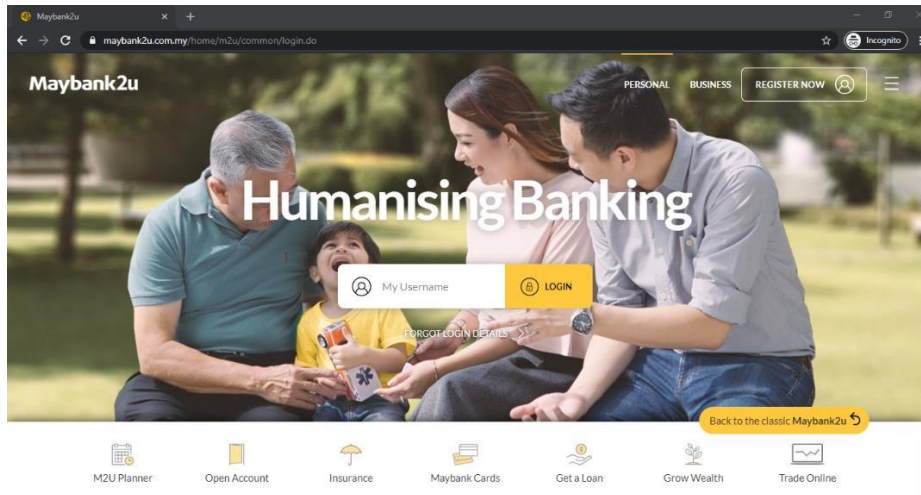 Maybank2u
maybank2u.com.my/home/m2u/common/login.do
Incognito
Maybank2u
PERSONAL
BUSINESS
REGISTER NOW
Humanising Banking
My Username
LOGIN
FORGOT LOGIN DETAILS
Back to the classic Maybank2u
M2U Planner
Open Account
Insurance
Maybank Cards
Get a Loan
Grow Wealth
Trade Online